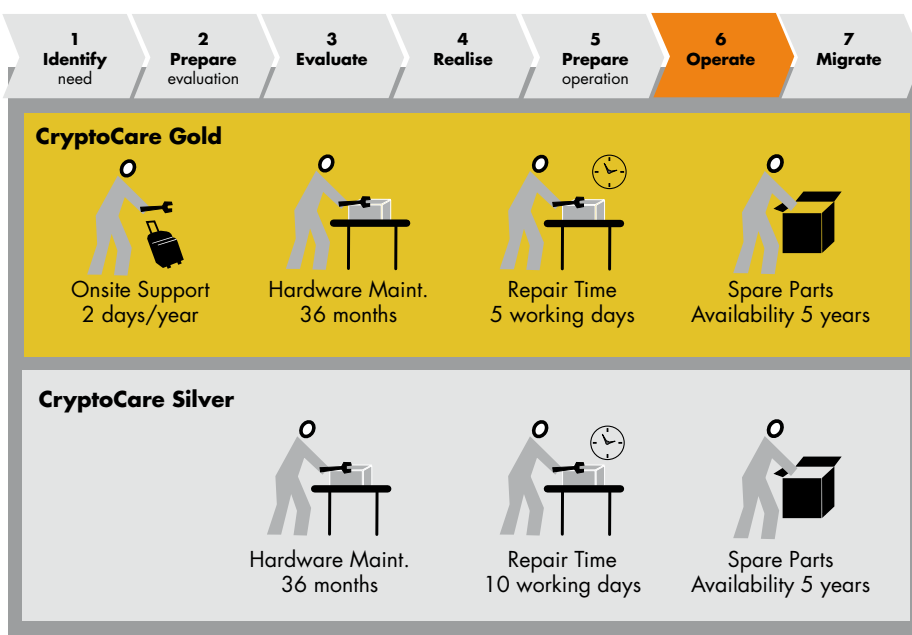 1
Identify
need
2
Prepare
evaluation
3
Evaluate
4
Realise
5
Prepare
operation
6
Operate
7
Migrate
CryptoCare Gold
Onsite Support
2 days/year
Hardware Maint.
36 months
Repair Time
5 working days
Spare Parts
Availability 5 years
CryptoCare Silver
Hardware Maint.
36 months
Repair Time
10 working days
Spare Parts
Availability 5 years